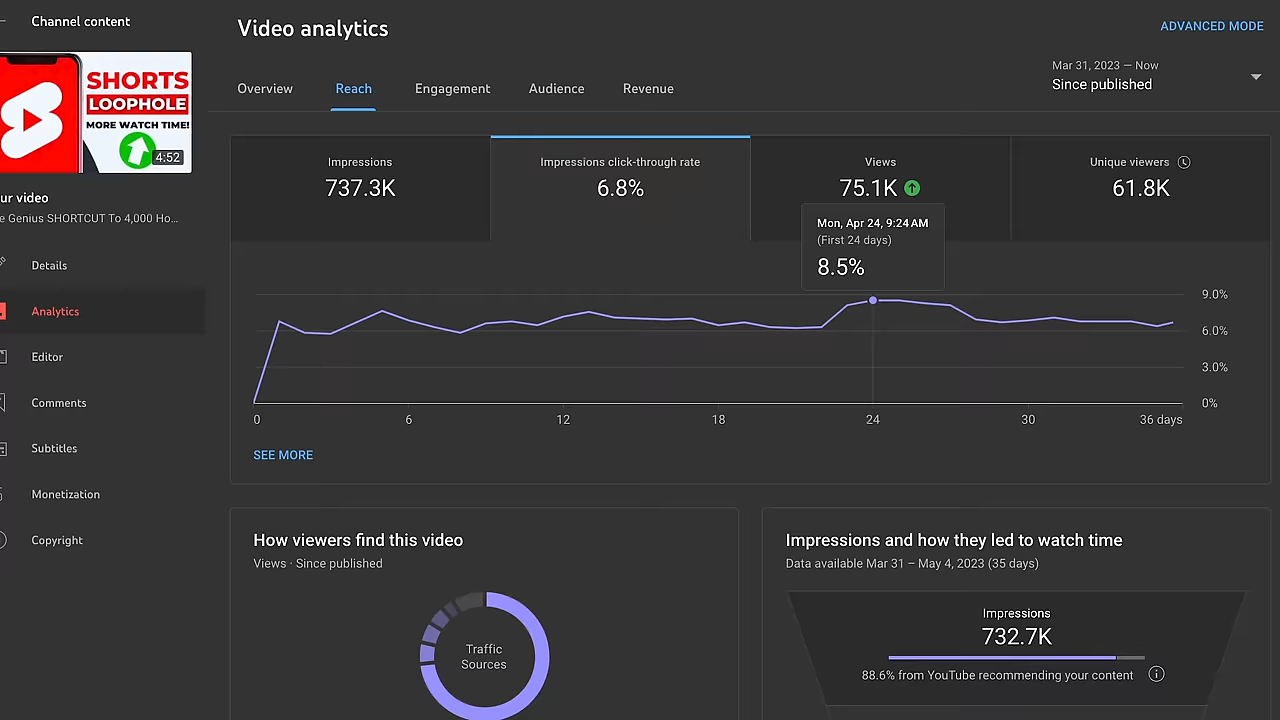 Channel content
Video analytics
ADVANCED MODE
Mar 31, 2023 – Now
Since published
Overview
Reach
Engagement
Audience
Revenue
SHORTS
LOOPHOLE
MORE WATCH TIME!
4:52
ur video
e Genius SHORTCUT To 4,000 Ho...
Details
Analytics
Editor
Comments
Subtitles
Monetization
Copyright
Impressions
737.3K
Impressions click-through rate
6.8%
Views
75.1K
Unique viewers
61.8K
Mon, Apr 24, 9:24 AM
(First 24 days)
8.5%
9.0%
6.0%
3.0%
0%
0 6 12 18 24 30 36 days
SEE MORE
How viewers find this video
Views · Since published
Traffic
Sources
Impressions and how they led to watch time
Data available Mar 31 – May 4, 2023 (35 days)
Impressions
732.7K
88.6% from YouTube recommending your content